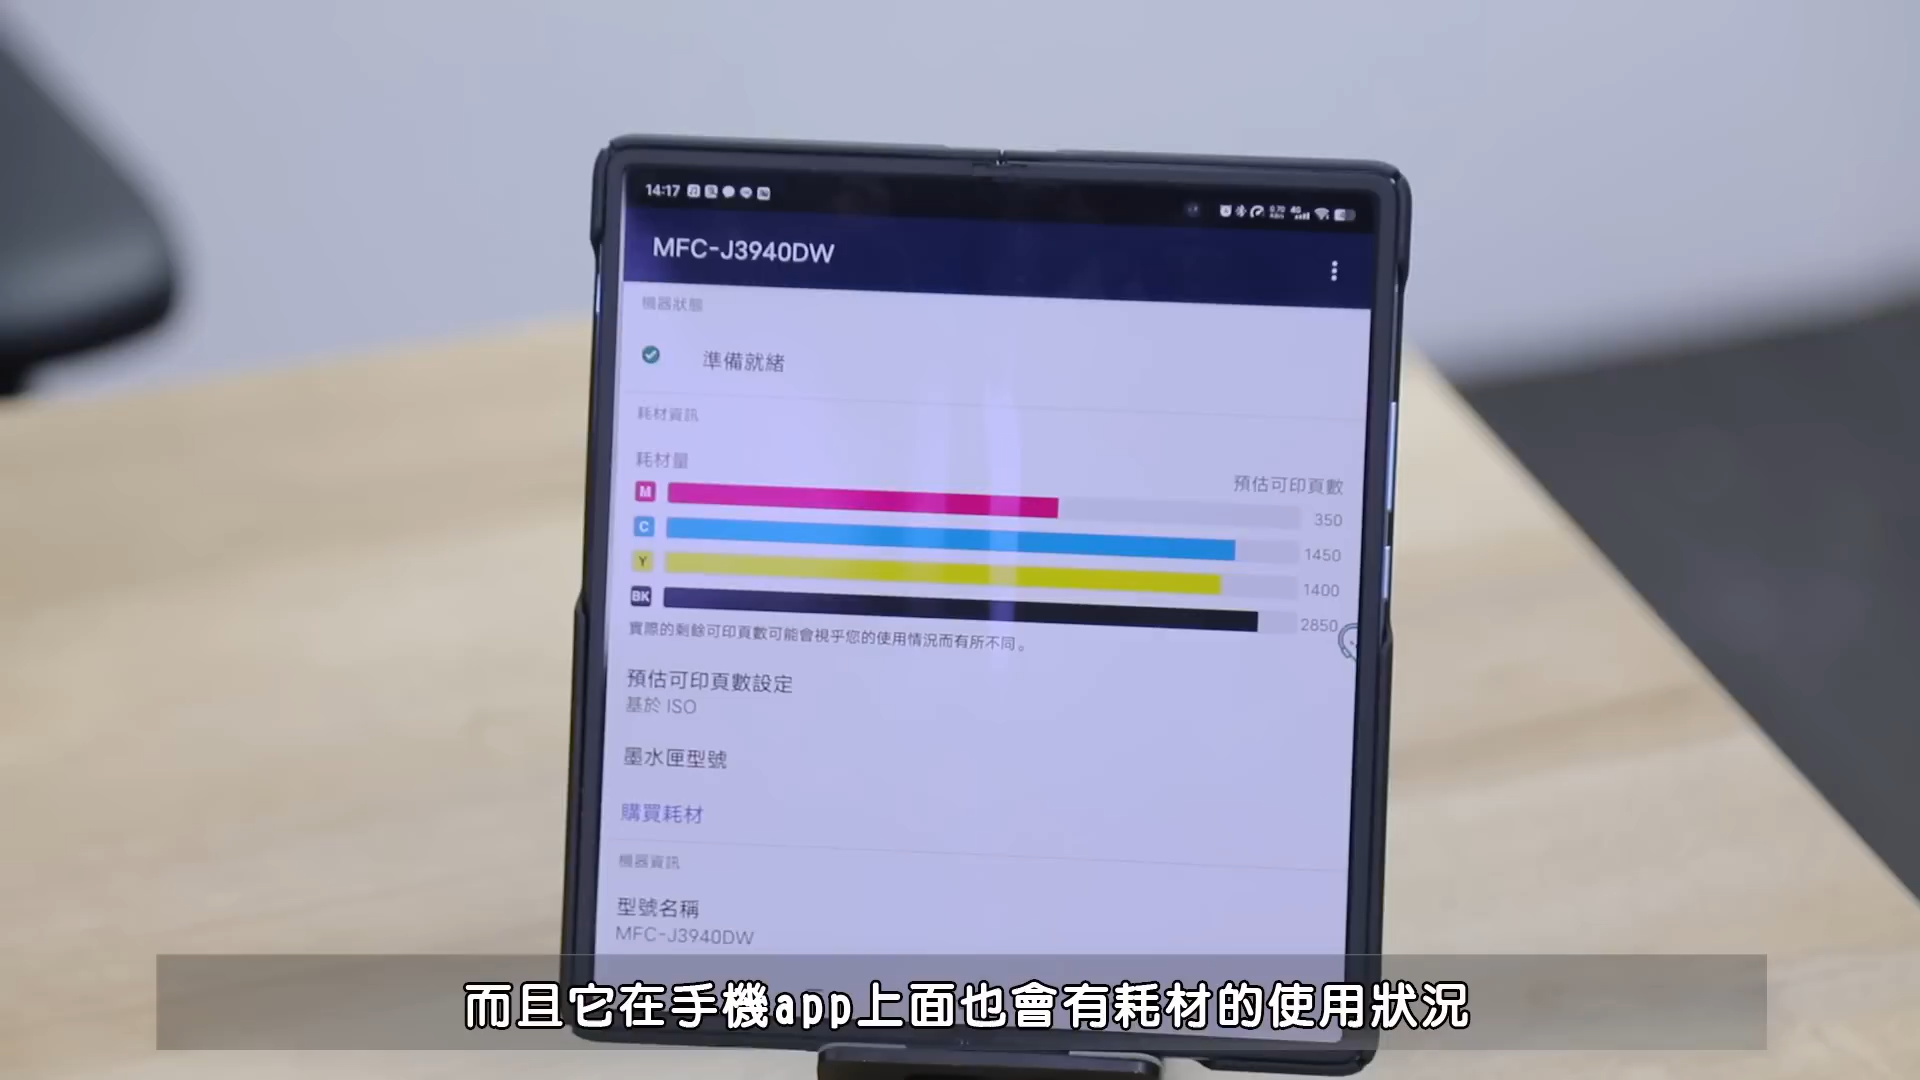 14:17
MFC-J3940DW
機器狀態
準備就緒
耗材資訊
耗材量
預估可印頁數
M 350
C 1450
Y 1400
BK 2850
實際的剩餘可印頁數可能會視乎您的使用情況而有所不同。
預估可印頁數設定
基於 ISO
墨水匣型號
購買耗材
機器資訊
型號名稱
MFC-J3940DW
而且它在手機app上面也會有耗材的使用狀況